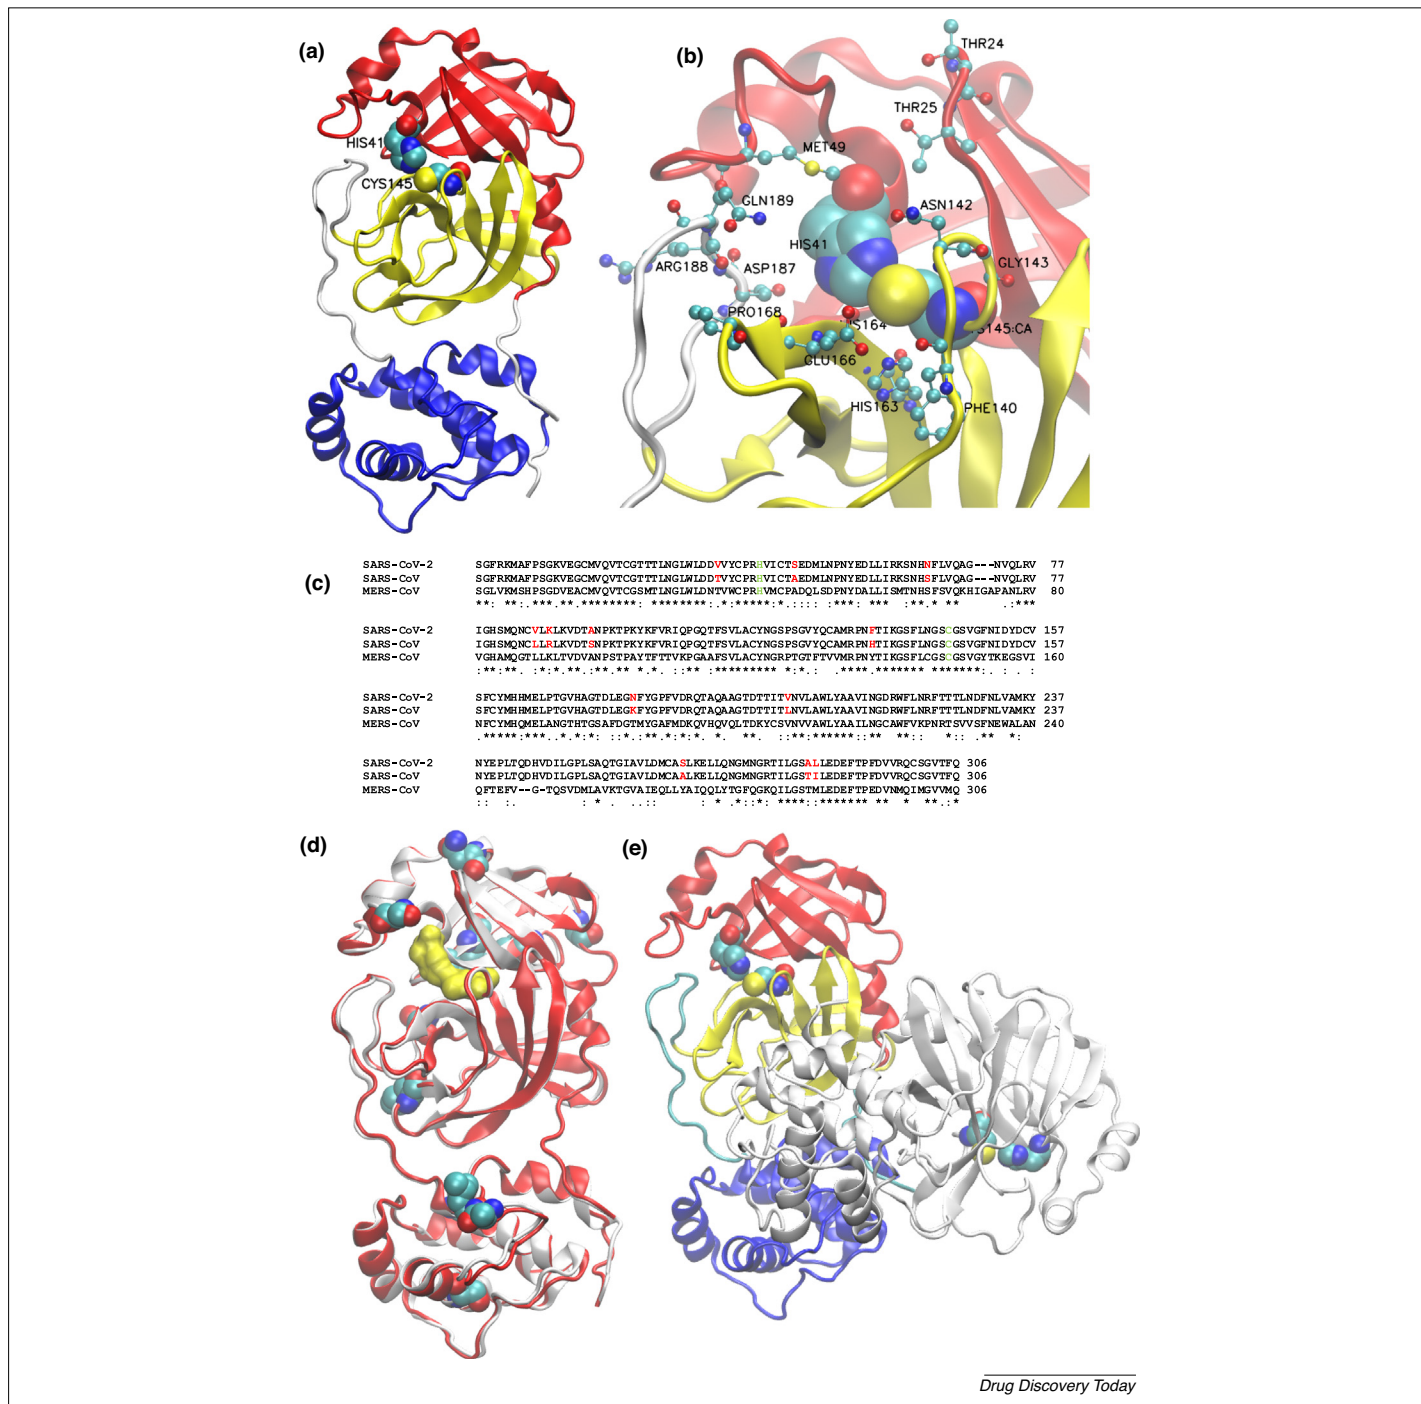 (a)
HIS41
CYS145
(b)
THR24
THR25
MET49
GLN189
ASN142
HIS41
GLY143
ARG188
ASP187
PRO168
GLU166
HIS163
PHE140
(c)
SARS-CoV-2 SGFRKMAFPSGKVEGCMVQVTCGTTTLNGLWLDDVVYCPRHVICTSEDMLNPNYEDLLIRKSNHNFLVQAG---NVQLRV 77
SARS-CoV SGFRKMAFPSGKVEGCMVQVTCGTTTLNGLWLDDTVYCPRHVICTAEDMLNPNYEDLLIRKSNHSFLVQAG---NVQLRV 77
MERS-CoV SGLVKMSHPSGDVEACMVQVTCGSMTLNGLWLDNTVWCPRHVMCPADQLSDPNYDALLISMTNHSFSVQKHIGAPANLRV 80
SARS-CoV-2 IGHSMQNCVLKLKVDTANPKTPKYKFVRIQPGQTFSVLACYNGSPSGVYQCAMRPNFTIKGSFLNGSCGSVGFNIDYDCV 157
SARS-CoV IGHSMQNCLLRLKVDTSNPKTPKYKFVRIQPGQTFSVLACYNGSPSGVYQCAMRPNHTIKGSFLNGSCGSVGFNIDYDCV 157
MERS-CoV VGHAMQGTLLKLTVDVANPSTPAYTFTTVKPGAAFSVLACYNGRPTGTFTVVMRPNYTIKGSFLCGSCGSVGYTKEGSVI 160
SARS-CoV-2 SFCYMHHMELPTGVHAGTDLEGNFYGPFVDRQTAQAAGTDTTITVNVLAWLYAAVINGDRWFLNRFTTTLNDFNLVAMKY 237
SARS-CoV SFCYMHHMELPTGVHAGTDLEGKFYGPFVDRQTAQAAGTDTTITLNVLAWLYAAVINGDRWFLNRFTTTLNDFNLVAMKY 237
MERS-CoV NFCYMHQMELANGTHTGSAFDGTMYGAFMDKQVHQVQLTDKYCSVNVVAWLYAAILNGCAWFVKPNRTSVVSFNEWALAN 240
SARS-CoV-2 NYEPLTQDHVDILGPLSAQTGIAVLDMCASLKELLQNGMNGRTILGSALLEDEFTPFDVVRQCSGVTFQ 306
SARS-CoV NYEPLTQDHVDILGPLSAQTGIAVLDMCAALKELLQNGMNGRTILGSTILEDEFTPFDVVRQCSGVTFQ 306
MERS-CoV QFTEFV--G-TQSVDMLAVKTGVAIEQLLYAIQQLYTGFQGKQILGSTMLEDEFTPEDVNMQIMGVVMQ 306
(d)
(e)
Drug Discovery Today